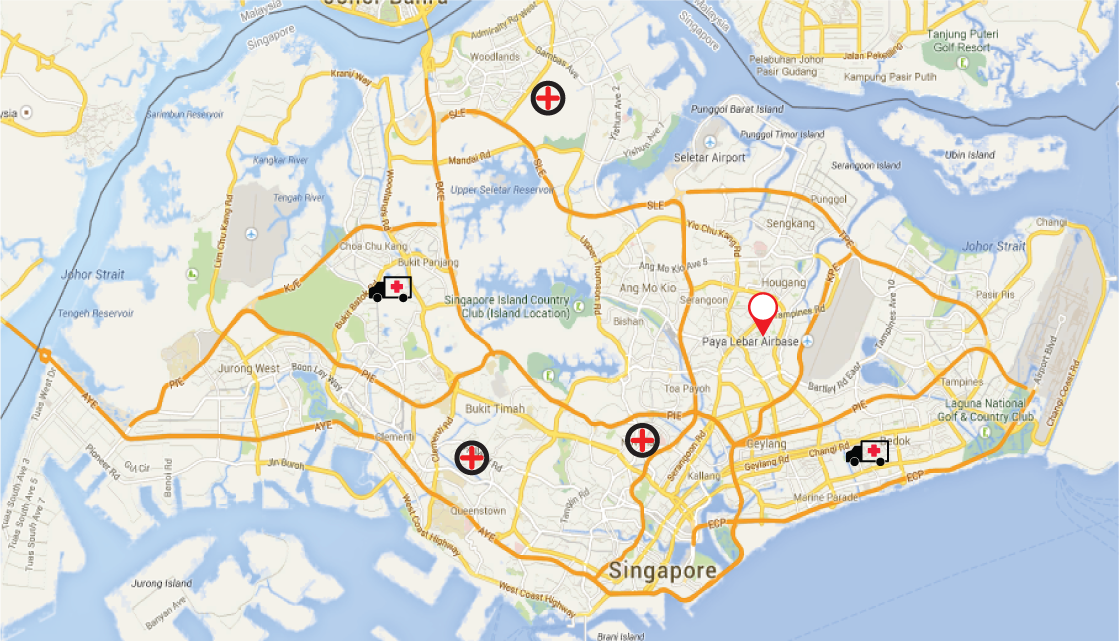 Johor Bahru
Malaysia
Singapore
Malaysia
Singapore
Admiralty Rd West
Woodlands
Gambas Ave
Tanjung Puteri
Golf Resort
Pelabuhan Johor
Pasir Gudang
Jalan Pekeliling
Kampung Pasir Putih
Kranji Way
Sarimbun Reservoir
SLE
Yishun Ave 2
Yishun Ave 1
Punggol Barat Island
Punggol Timor Island
Seletar Airport
Ubin Island
Serangoon Island
Kangkar River
Mandai Rd
SLE
Tengah River
Woodlands Rd
BKE
Upper Seletar Reservoir
SLE
Punggol
Lim Chu Kang Rd
Yio Chu Kang Rd
Sengkang
TPE
Changi
Johor Strait
Choa Chu Kang
Bukit Panjang
Upper Thomson Rd
Ang Mo Kio Ave 5
KPE
Johor Strait
KJE
Ang Mo Kio
Hougang
Serangoon
Pasir Ris
Tengeh Reservoir
Bukit Batok
Singapore Island Country
Club (Island Location)
Bishan
Tampines Rd
Tampines Ave 10
Paya Lebar Airbase
Airport Blvd
Jurong West
Boon Lay Way
PIE
PIE
Toa Payoh
Bartley Rd East
Tampines
Changi Coast Rd
Tuas West Dr
AYE
Bukit Timah
PIE
PIE
Laguna National
Golf & Country Club
AYE
Clementi
Clementi Rd
Rd
Serangoon Rd
Geylang
Changi Rd
Bedok
Pioneer Rd
Gul Cir
Benoi Rd
Jln Buroh
Geylang Rd
Kallang
ECP
Tuas South Ave 3
Tuas South Ave 5
Tuas South Ave 7
West Coast Highway
Queenstown
Tanglin Rd
Marine Parade
AYE
ECP
Singapore
Jurong Island
Banyan Ave
West Coast Highway
Brani Island